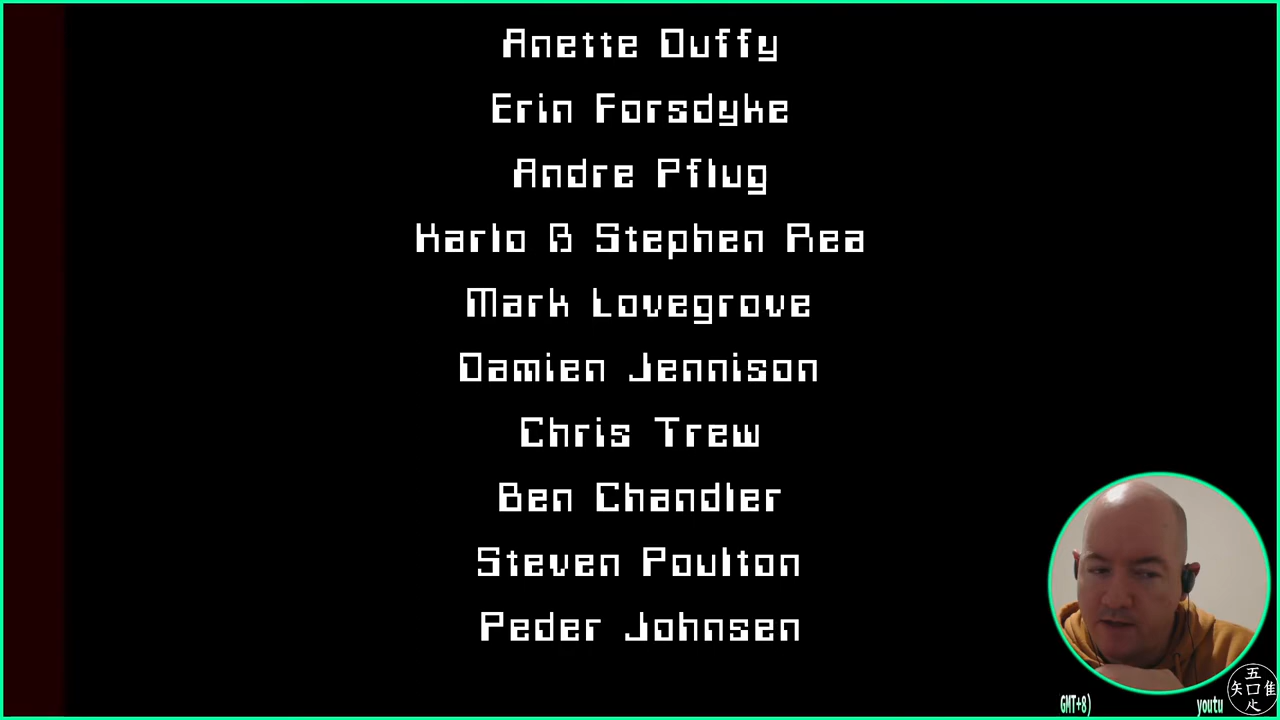 Anette Duffy
Erin Forsdyke
Andre Pflug
Karlo B Stephen Rea
Mark Lovegrove
Damien Jennison
Chris Trew
Ben Chandler
Steven Poulton
Peder Johnsen
GMT+8) youtu
五
矢口隹
止